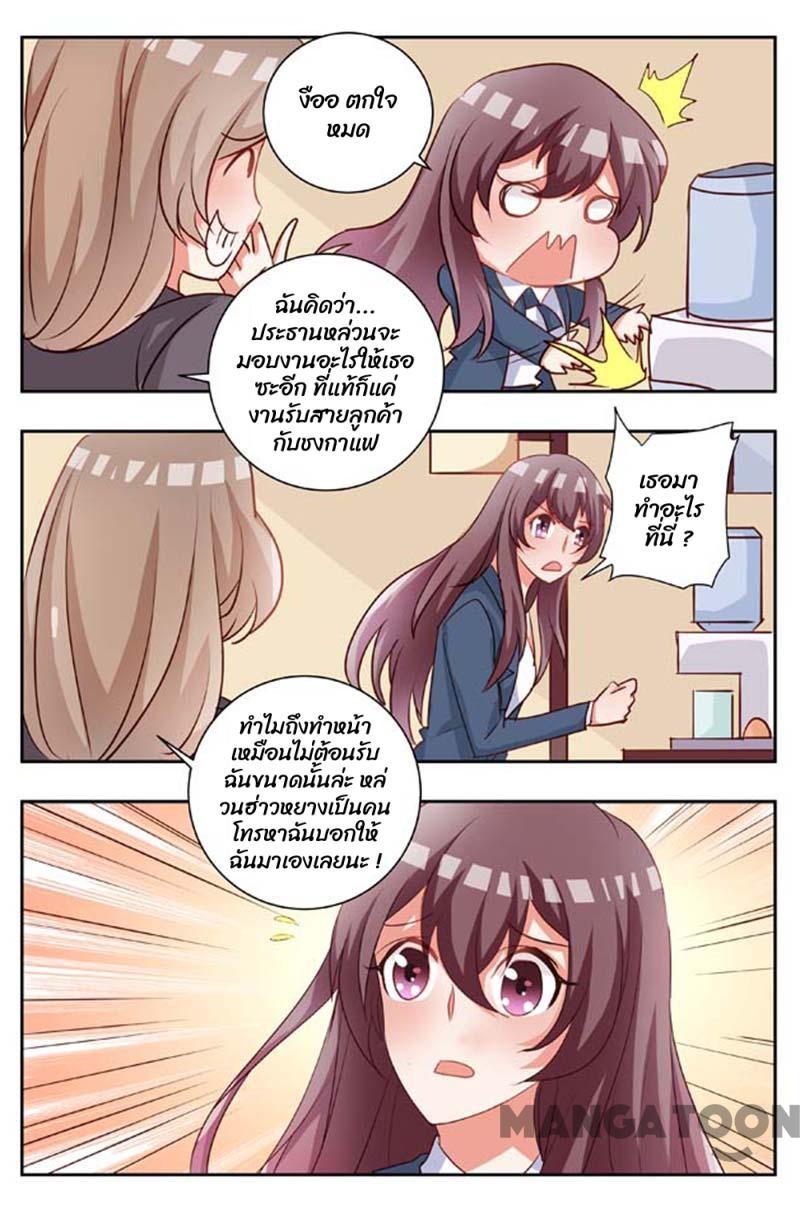 งืออ ตกใจ
หมด
ฉันคิดว่า...
ประธานหล่วนจะ
มอบงานอะไรให้เธอ
ซะอีก ที่แท้ก็แค่
งานรับสายลูกค้า
กับชงกาแฟ
เธอมา
ทำอะไร
ที่นี่ ?
ทำไมถึงทำหน้า
เหมือนไม่ต้อนรับ
ฉันขนาดนั้นล่ะ หล่
วนฮ่าวหยางเป็นคน
โทรหาฉันบอกให้
ฉันมาเองเลยนะ !
MANGATOON